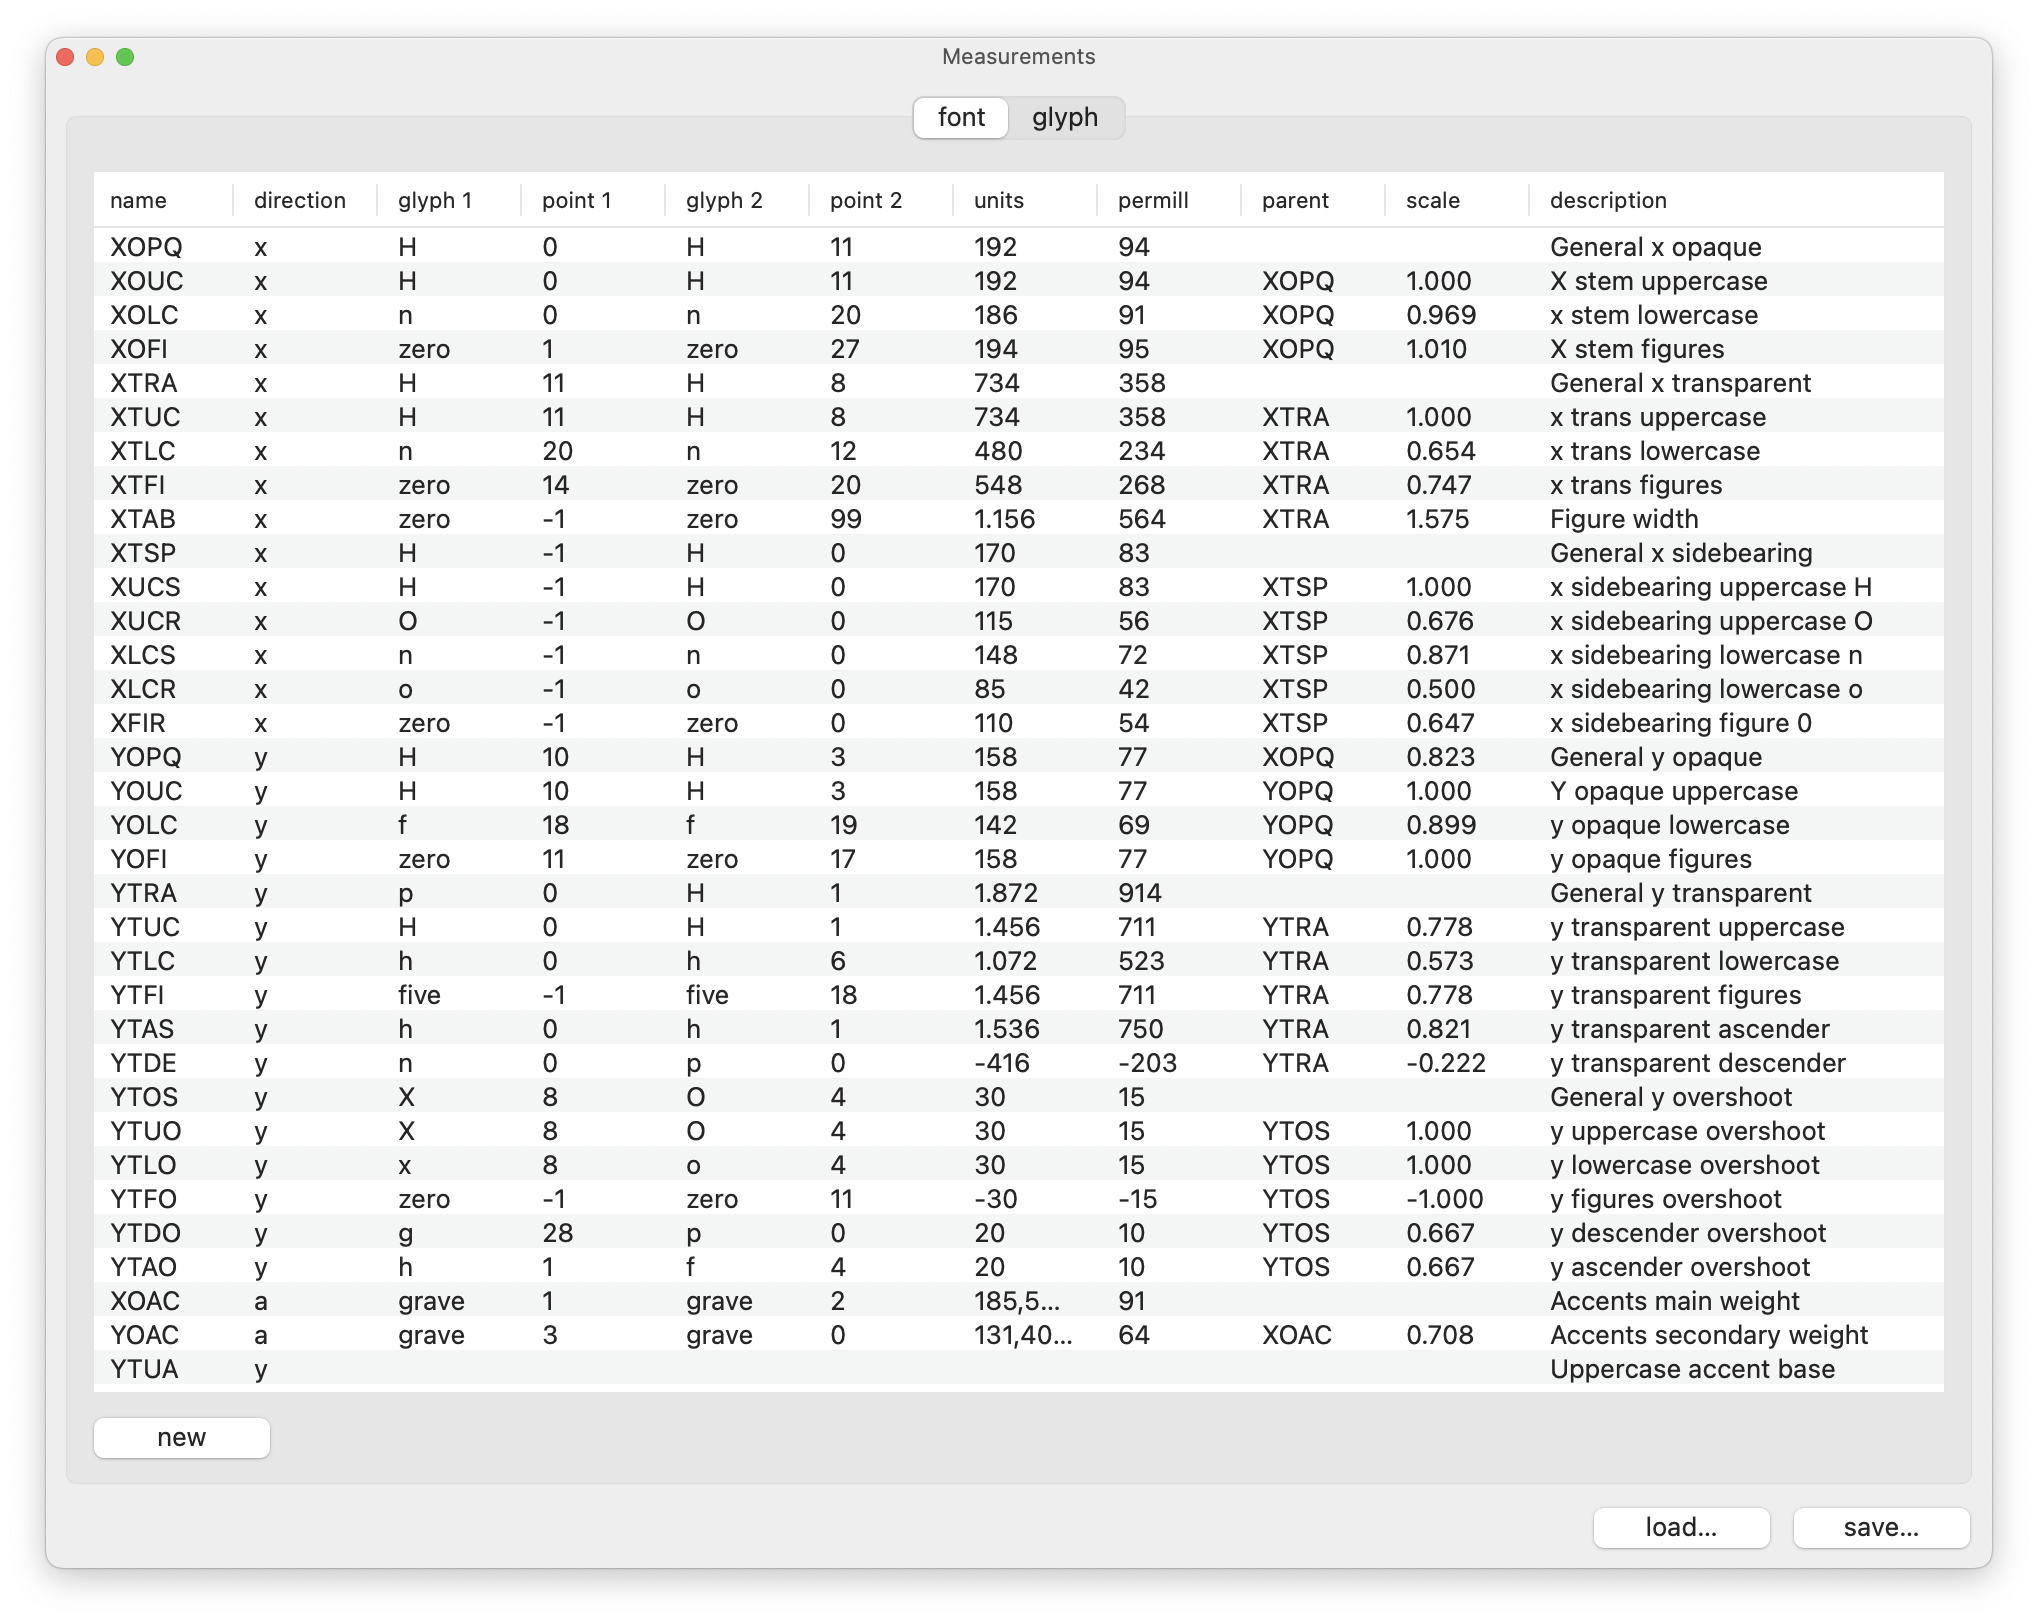 Measurements
font glyph
name direction glyph 1 point 1 glyph 2 point 2 units permill parent scale description
XOPQ x H 0 H 11 192 94 General x opaque
XOUC x H 0 H 11 192 94 XOPQ 1.000 X stem uppercase
XOLC x n 0 n 20 186 91 XOPQ 0.969 x stem lowercase
XOFI x zero 1 zero 27 194 95 XOPQ 1.010 X stem figures
XTRA x H 11 H 8 734 358 General x transparent
XTUC x H 11 H 8 734 358 XTRA 1.000 x trans uppercase
XTLC x n 20 n 12 480 234 XTRA 0.654 x trans lowercase
XTFI x zero 14 zero 20 548 268 XTRA 0.747 x trans figures
XTAB x zero -1 zero 99 1.156 564 XTRA 1.575 Figure width
XTSP x H -1 H 0 170 83 General x sidebearing
XUCS x H -1 H 0 170 83 XTSP 1.000 x sidebearing uppercase H
XUCR x O -1 O 0 115 56 XTSP 0.676 x sidebearing uppercase O
XLCS x n -1 n 0 148 72 XTSP 0.871 x sidebearing lowercase n
XLCR x o -1 o 0 85 42 XTSP 0.500 x sidebearing lowercase o
XFIR x zero -1 zero 0 110 54 XTSP 0.647 x sidebearing figure 0
YOPQ y H 10 H 3 158 77 XOPQ 0.823 General y opaque
YOUC y H 10 H 3 158 77 YOPQ 1.000 Y opaque uppercase
YOLC y f 18 f 19 142 69 YOPQ 0.899 y opaque lowercase
YOFI y zero 11 zero 17 158 77 YOPQ 1.000 y opaque figures
YTRA y p 0 H 1 1.872 914 General y transparent
YTUC y H 0 H 1 1.456 711 YTRA 0.778 y transparent uppercase
YTLC y h 0 h 6 1.072 523 YTRA 0.573 y transparent lowercase
YTFI y five -1 five 18 1.456 711 YTRA 0.778 y transparent figures
YTAS y h 0 h 1 1.536 750 YTRA 0.821 y transparent ascender
YTDE y n 0 p 0 -416 -203 YTRA -0.222 y transparent descender
YTOS y X 8 O 4 30 15 General y overshoot
YTUO y X 8 O 4 30 15 YTOS 1.000 y uppercase overshoot
YTLO y x 8 o 4 30 15 YTOS 1.000 y lowercase overshoot
YTFO y zero -1 zero 11 -30 -15 YTOS -1.000 y figures overshoot
YTDO y g 28 p 0 20 10 YTOS 0.667 y descender overshoot
YTAO y h 1 f 4 20 10 YTOS 0.667 y ascender overshoot
XOAC a grave 1 grave 2 185,5... 91 Accents main weight
YOAC a grave 3 grave 0 131,40... 64 XOAC 0.708 Accents secondary weight
YTUA y Uppercase accent base
new
load... save...